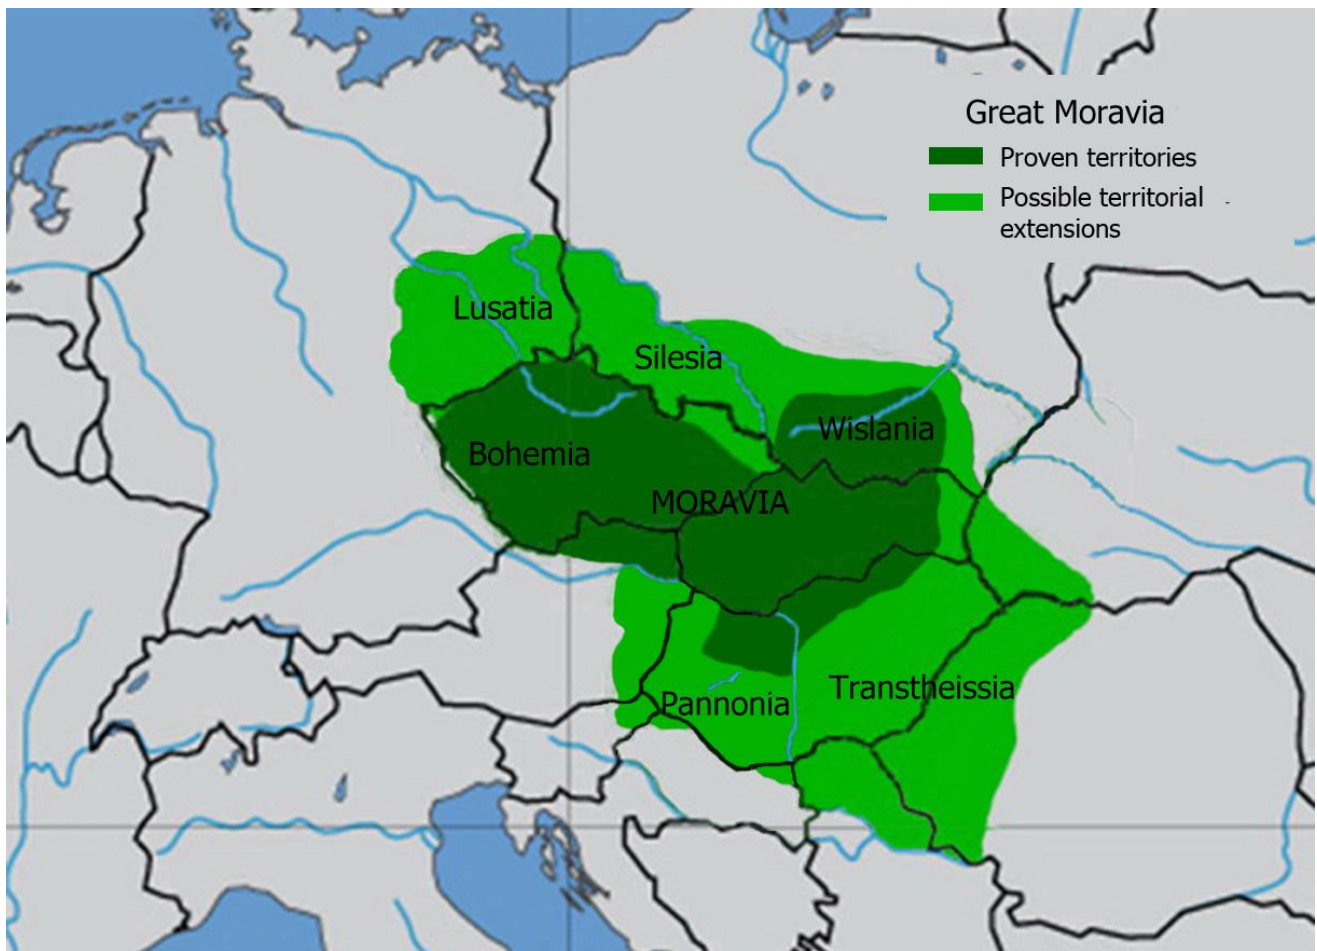 Great Moravia
Proven territories
Possible territorial
extensions
Lusatia
Silesia
Wislania
Bohemia
MORAVIA
Transtheissia
Pannonia